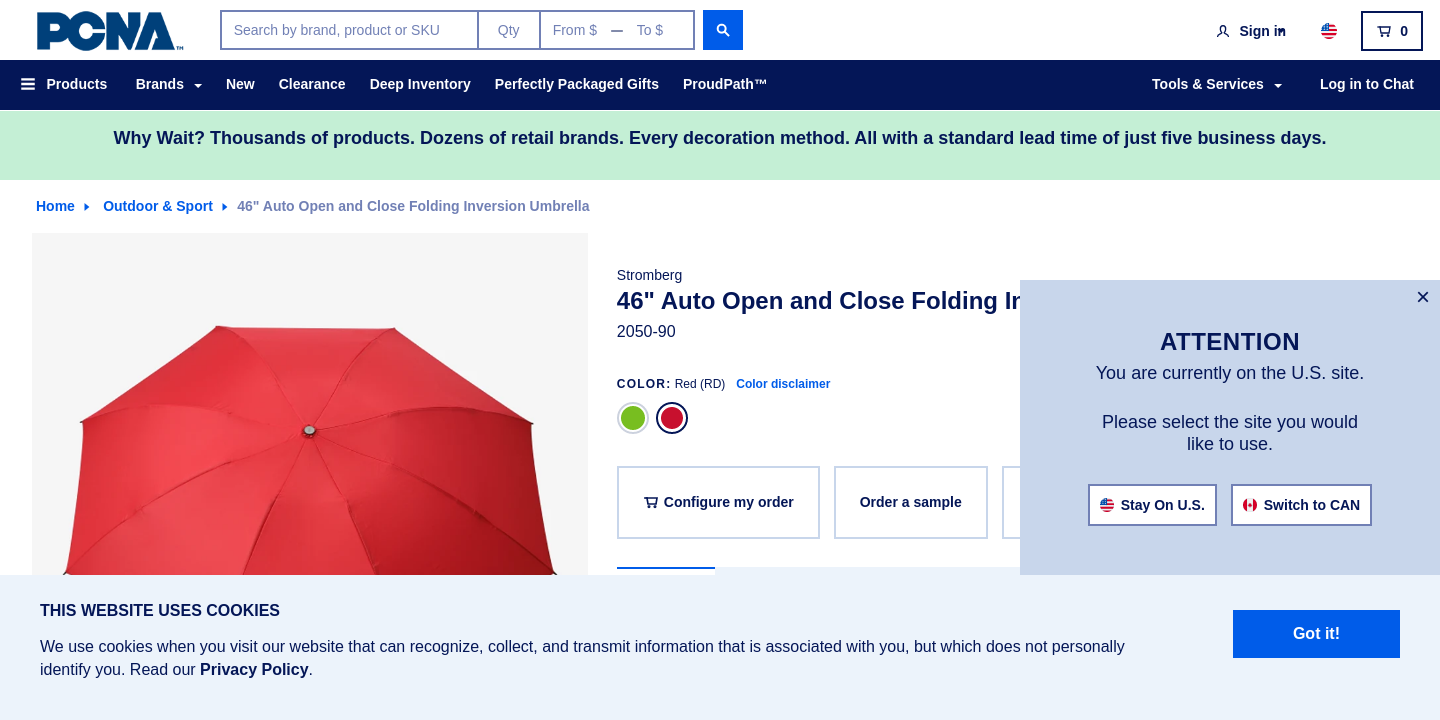 PCNA™
Search by brand, product or SKU
Qty
From $ — To $
Sign in
0
Products
Brands
New
Clearance
Deep Inventory
Perfectly Packaged Gifts
ProudPath™
Tools & Services
Log in to Chat
Why Wait? Thousands of products. Dozens of retail brands. Every decoration method. All with a standard lead time of just five business days.
Home
Outdoor & Sport
46" Auto Open and Close Folding Inversion Umbrella
Stromberg
46" Auto Open and Close Folding In
2050-90
COLOR: Red (RD) Color disclaimer
Configure my order
Order a sample
×
ATTENTION
You are currently on the U.S. site.
Please select the site you would
like to use.
Stay On U.S.
Switch to CAN
THIS WEBSITE USES COOKIES
We use cookies when you visit our website that can recognize, collect, and transmit information that is associated with you, but which does not personally
identify you. Read our Privacy Policy.
Got it!